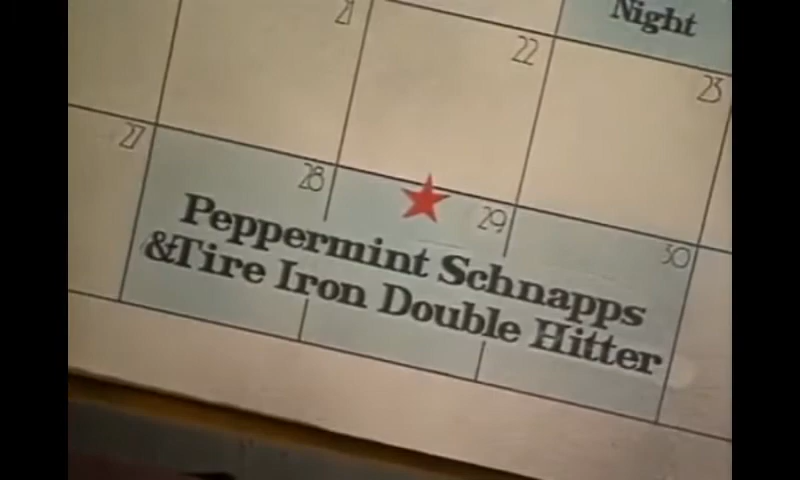 Night
21
22
23
27
28
29
30
Peppermint Schnapps
&Tire Iron Double Hitter